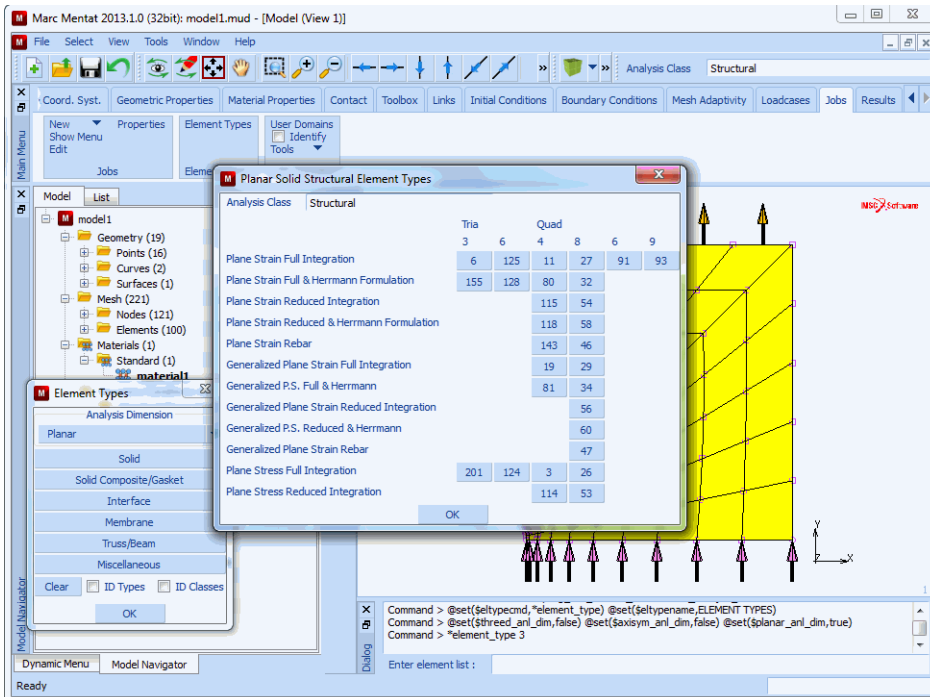 Marc Mentat 2013.1.0 (32bit): model1.mud - [Model (View 1)]
File Select View Tools Window Help
Analysis Class Structural
Coord. Syst. Geometric Properties Material Properties Contact Toolbox Links Initial Conditions Boundary Conditions Mesh Adaptivity Loadcases Jobs Results
Main Menu
New Properties
Show Menu
Edit
Jobs
Element Types
User Domains
Identify
Tools
Model List
model1
Geometry (19)
Points (16)
Curves (2)
Surfaces (1)
Mesh (221)
Nodes (121)
Elements (100)
Materials (1)
Standard (1)
material1
Planar Solid Structural Element Types
Analysis Class Structural
Tria Quad
3 6 4 8 6 9
Plane Strain Full Integration 6 125 11 27 91 93
Plane Strain Full & Herrmann Formulation 155 128 80 32
Plane Strain Reduced Integration 115 54
Plane Strain Reduced & Herrmann Formulation 118 58
Plane Strain Rebar 143 46
Generalized Plane Strain Full Integration 19 29
Generalized P.S. Full & Herrmann 81 34
Generalized Plane Strain Reduced Integration 56
Generalized P.S. Reduced & Herrmann 60
Generalized Plane Strain Rebar 47
Plane Stress Full Integration 201 124 3 26
Plane Stress Reduced Integration 114 53
OK
MSC Software
Element Types
Analysis Dimension
Planar
Solid
Solid Composite/Gasket
Interface
Membrane
Truss/Beam
Miscellaneous
Clear ID Types ID Classes
OK
Y
Z X
1
Model Navigator
Dynamic Menu Model Navigator
Dialog
Command > @set($eltypecmd,*element_type) @set($eltypename,ELEMENT TYPES)
Command > @set($threed_anl_dim,false) @set($axisym_anl_dim,false) @set($planar_anl_dim,true)
Command > *element_type 3
Enter element list :
Ready